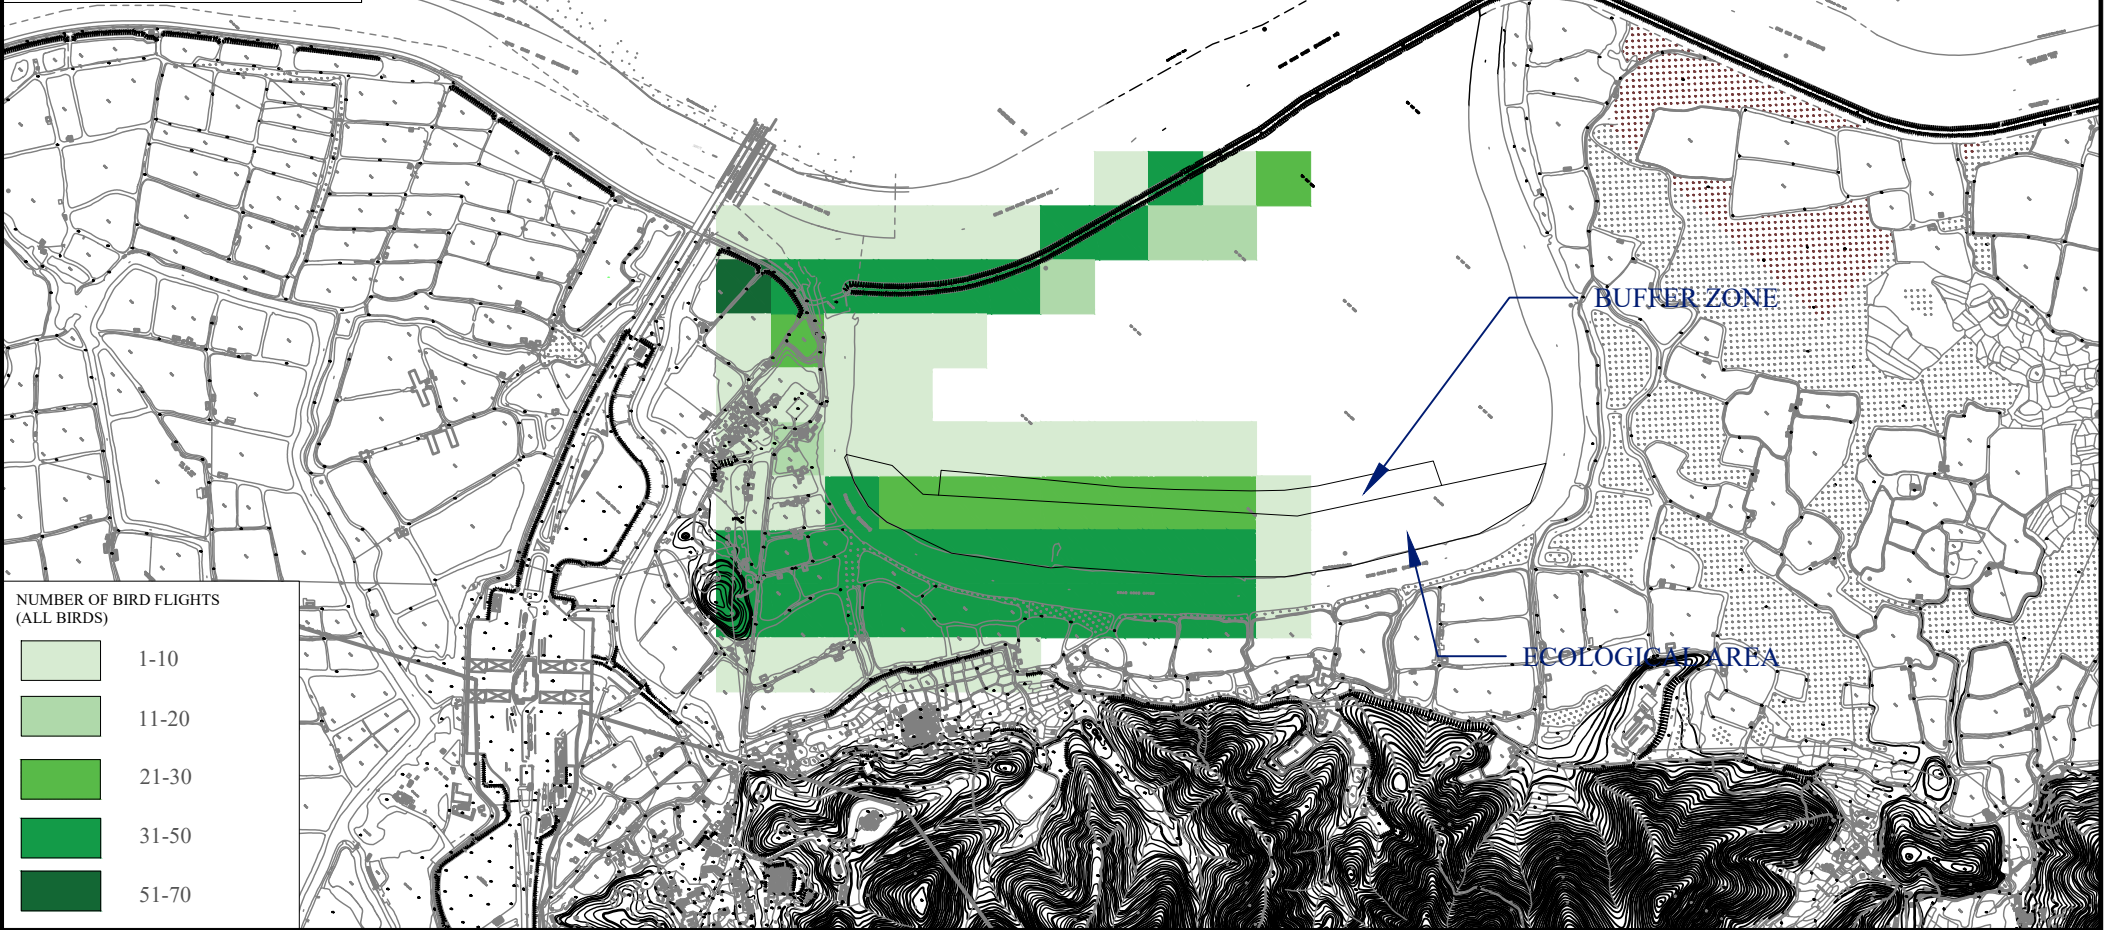 BUFFER ZONE
NUMBER OF BIRD FLIGHTS
(ALL BIRDS)
1-10
11-20
21-30
31-50
51-70
ECOLOGICAL AREA